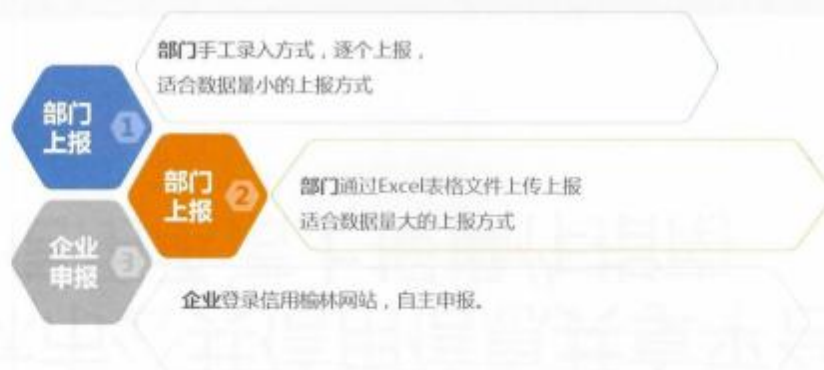 部门手工录入方式，逐个上报，
适合数据量小的上报方式
部门
上报
1
部门
上报
2
部门通过Excel表格文件上传上报
适合数据量大的上报方式
企业
申报
3
企业登录信用榆林网站，自主申报。